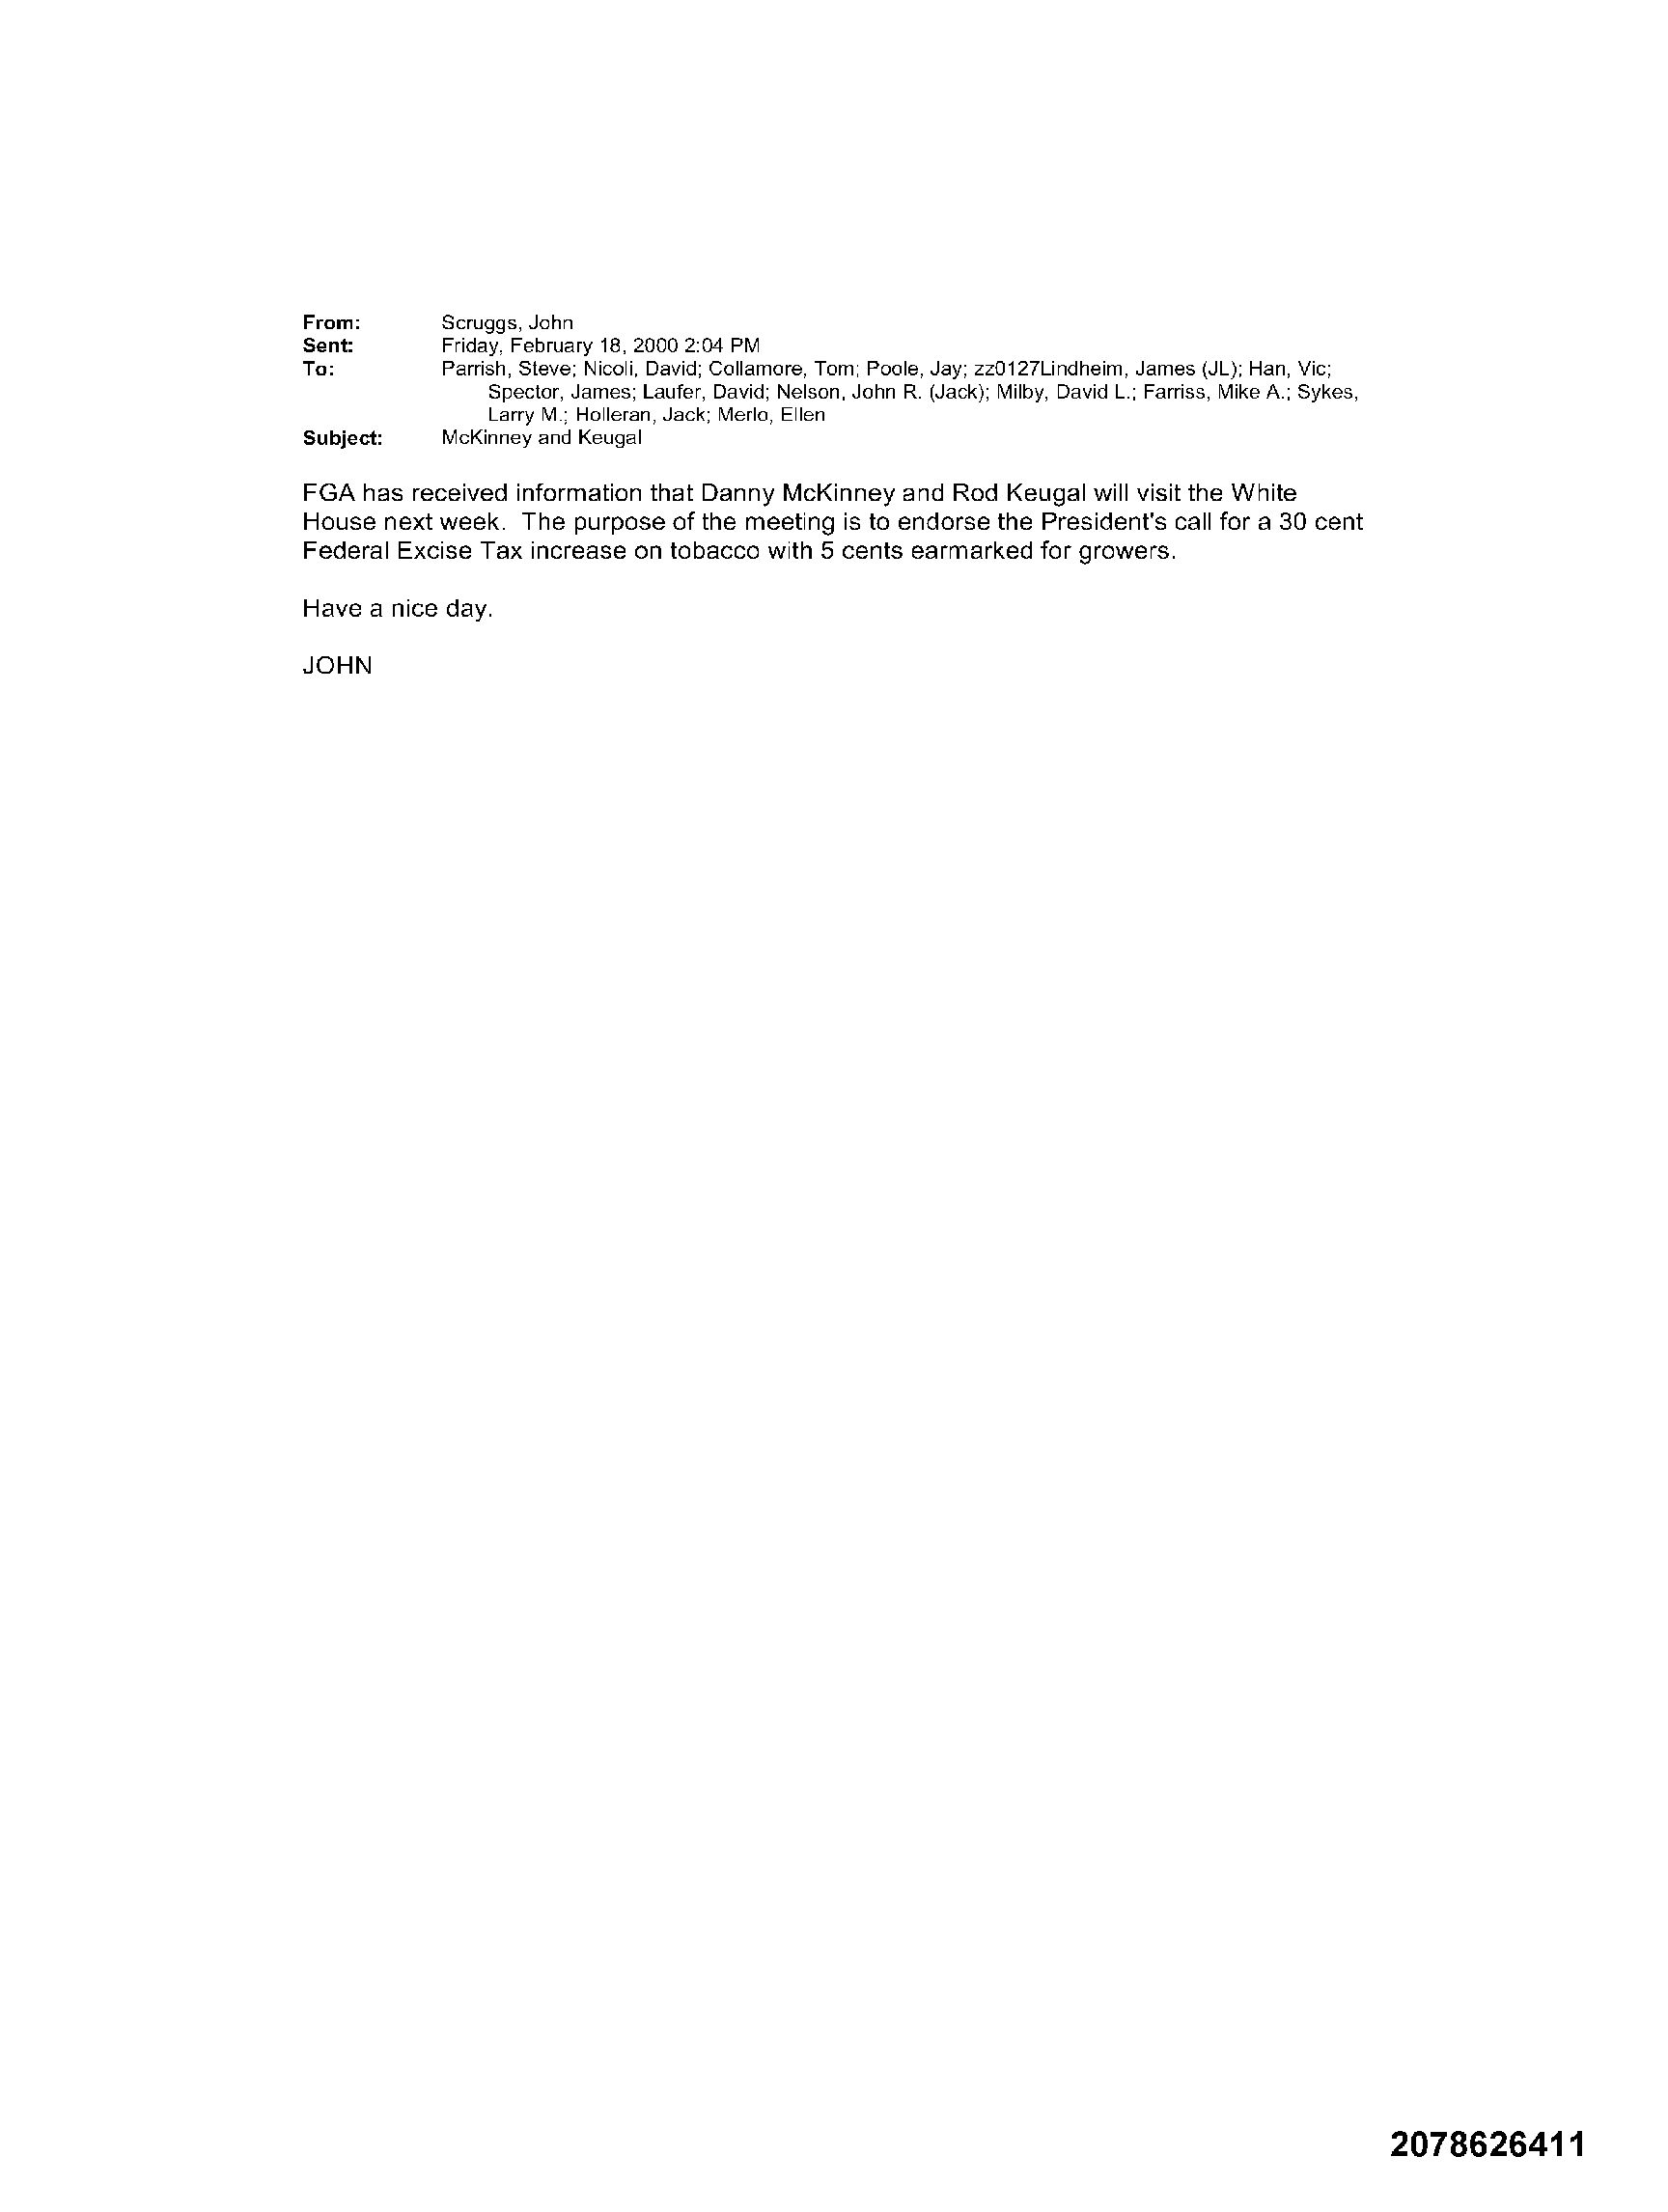 From: Scruggs, John
Sent: Friday, February 18, 2000 2:04 PM
To: Parrish, Steve; Nicoli, David; Collamore, Tom; Poole, Jay; zz0127Lindheim, James (JL); Han, Vic;
Spector, James; Laufer, David; Nelson, John R. (Jack); Milby, David L.; Farriss, Mike A.; Sykes,
Larry M.; Holleran, Jack; Merlo, Ellen
Subject: McKinney and Keugal
FGA has received information that Danny McKinney and Rod Keugal will visit the White
House next week.  The purpose of the meeting is to endorse the President's call for a 30 cent
Federal Excise Tax increase on tobacco with 5 cents earmarked for growers.
Have a nice day.
JOHN
2078626411